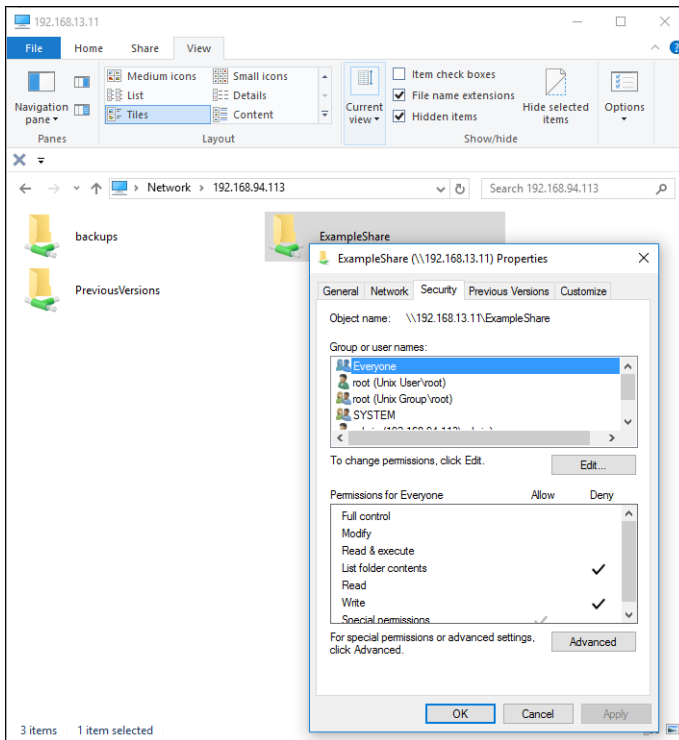 192.168.13.11
File Home Share View
Medium icons Small icons
List Details
Tiles Content
Navigation pane
Current view
Item check boxes
File name extensions
Hidden items
Hide selected items
Options
Panes Layout Show/hide
Network > 192.168.94.113
Search 192.168.94.113
backups
ExampleShare
PreviousVersions
ExampleShare (\\192.168.13.11) Properties
General Network Security Previous Versions Customize
Object name: \\192.168.13.11\ExampleShare
Group or user names:
Everyone
root (Unix User\root)
root (Unix Group\root)
SYSTEM
To change permissions, click Edit.
Edit...
Permissions for Everyone Allow Deny
Full control
Modify
Read & execute
List folder contents
Read
Write
Special permissions
For special permissions or advanced settings,
click Advanced.
Advanced
OK Cancel Apply
3 items 1 item selected